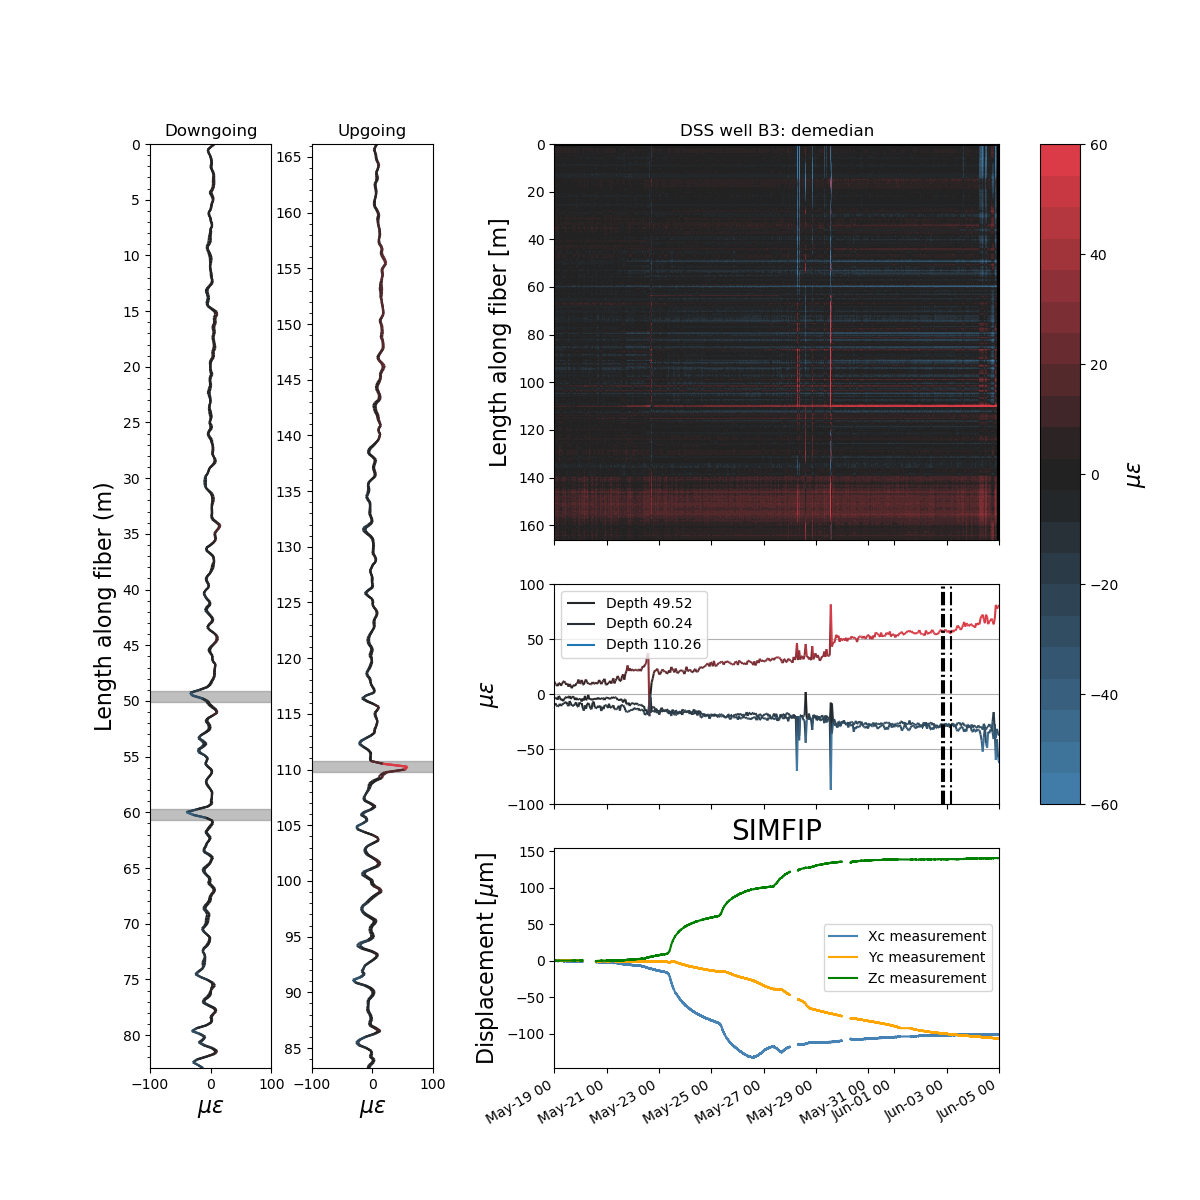 Downgoing
Upgoing
DSS well B3: demedian
Length along fiber (m)
0
5
10
15
20
25
30
35
40
45
50
55
60
65
70
75
80
−100
0
100
με
165
160
155
150
145
140
135
130
125
120
115
110
105
100
95
90
85
−100
0
100
με
Length along fiber [m]
0
20
40
60
80
100
120
140
160
60
40
20
0
−20
−40
−60
με
με
100
50
0
−50
−100
Depth 49.52
Depth 60.24
Depth 110.26
SIMFIP
Displacement [μm]
150
100
50
0
−50
−100
Xc measurement
Yc measurement
Zc measurement
May-19 00
May-21 00
May-23 00
May-25 00
May-27 00
May-29 00
May-31 00
Jun-01 00
Jun-03 00
Jun-05 00